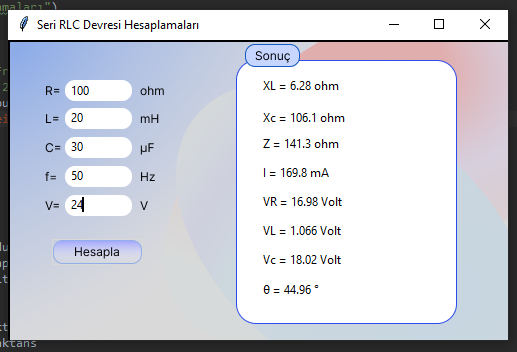 amaları")
Seri RLC Devresi Hesaplamaları
Sonuç
R= 100 ohm
L= 20 mH
C= 30 µF
f= 50 Hz
V= 24 V
Hesapla
XL = 6.28 ohm
Xc = 106.1 ohm
Z = 141.3 ohm
I = 169.8 mA
VR = 16.98 Volt
VL = 1.066 Volt
Vc = 18.02 Volt
θ = 44.96 °
aktans